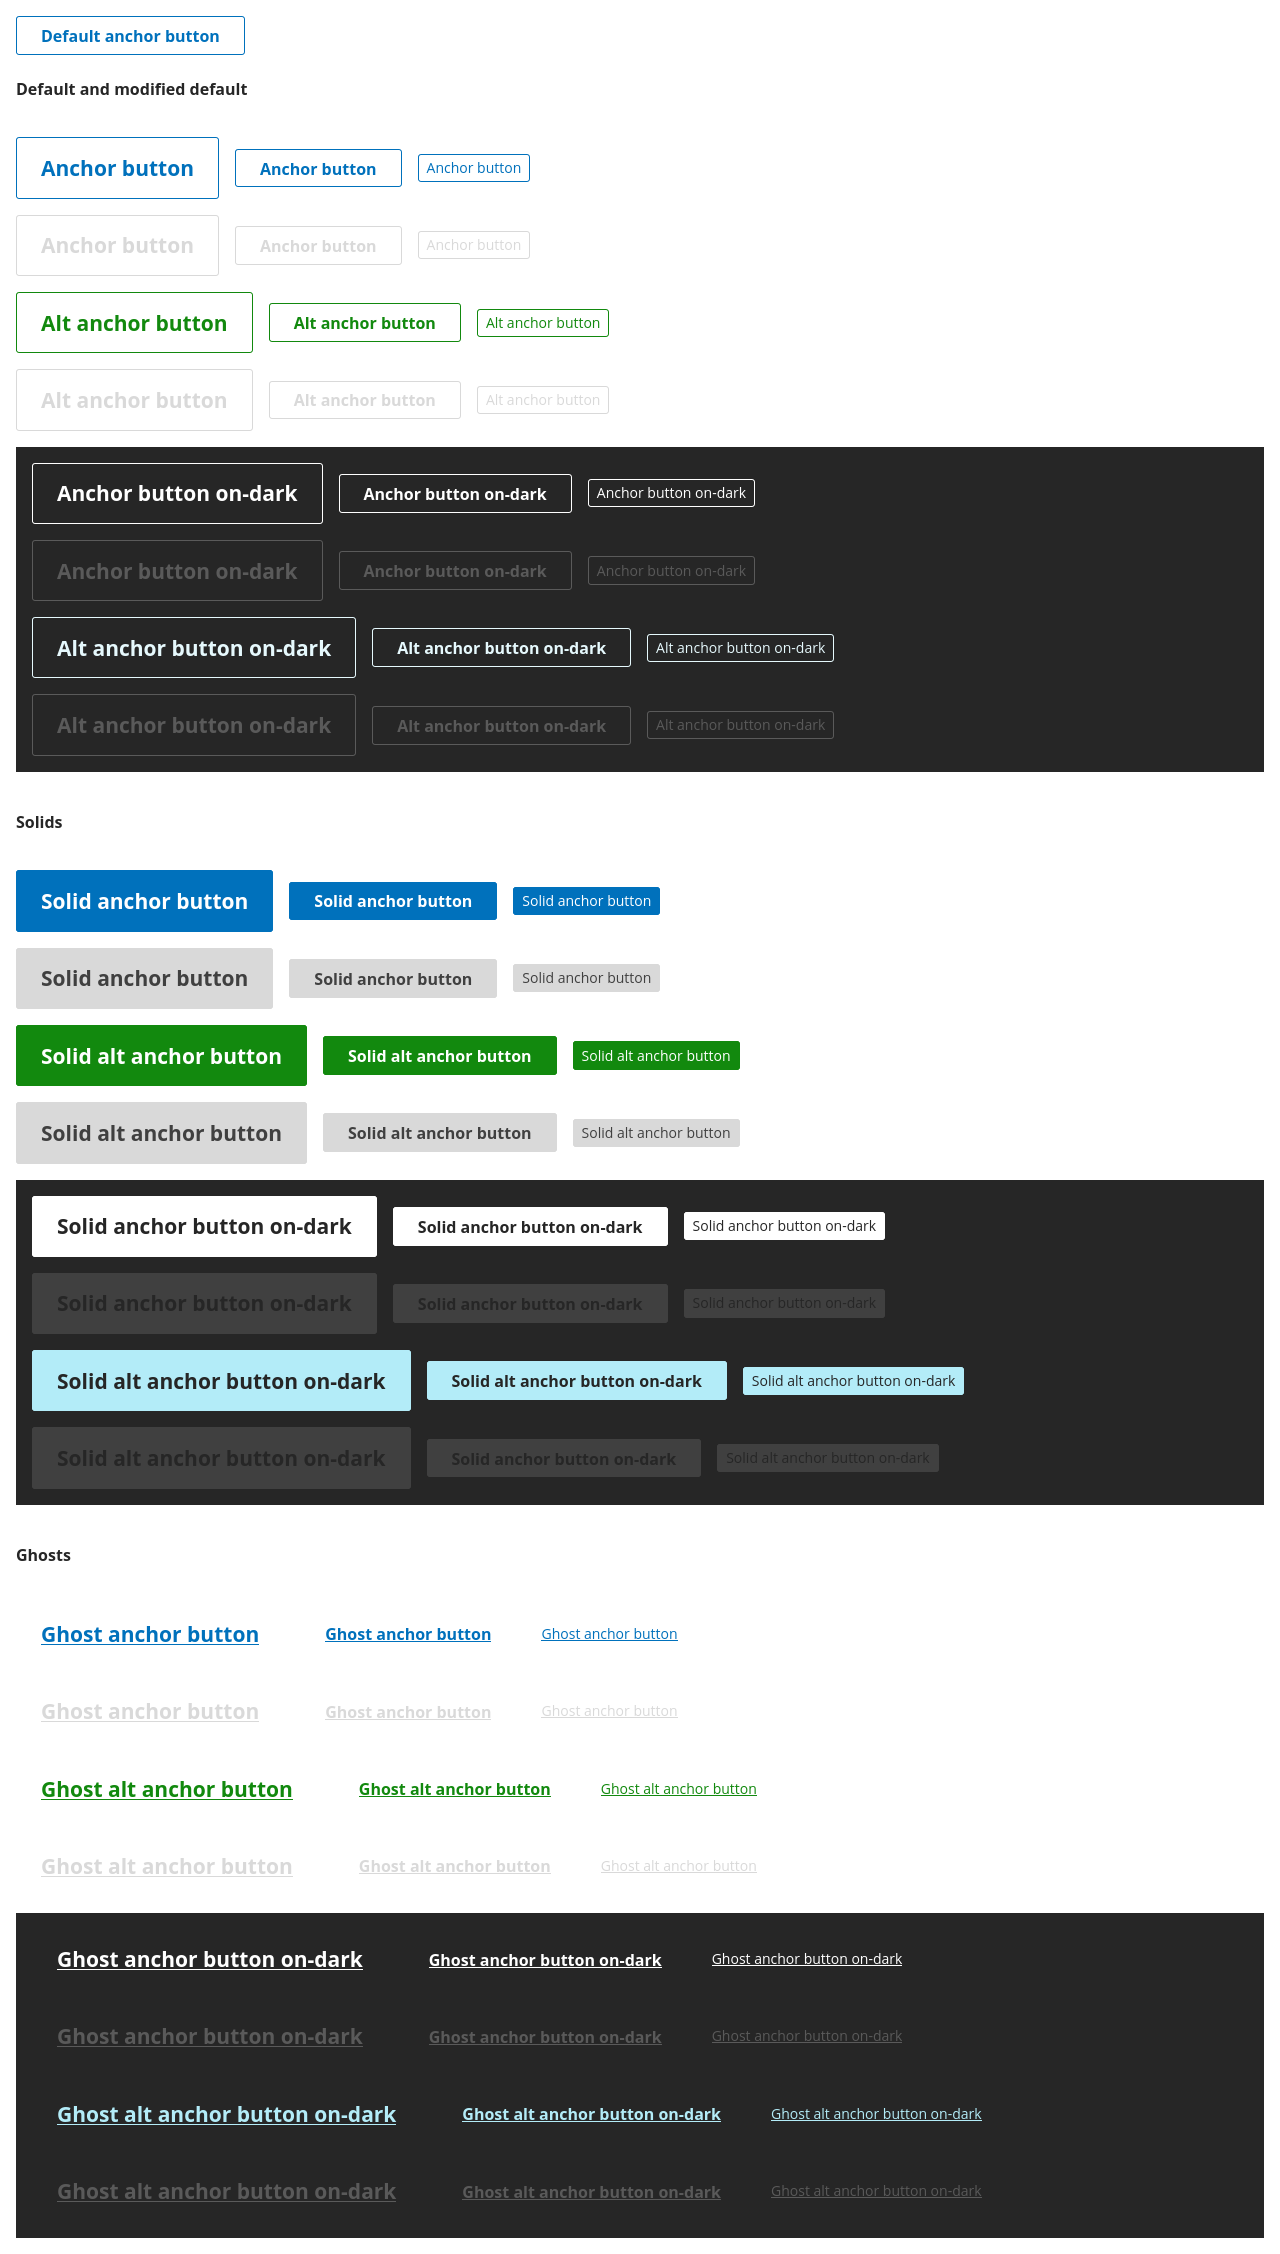 Default anchor button
Default and modified default
Anchor button Anchor button Anchor button
Anchor button Anchor button Anchor button
Alt anchor button Alt anchor button Alt anchor button
Alt anchor button Alt anchor button Alt anchor button
Anchor button on-dark Anchor button on-dark Anchor button on-dark
Anchor button on-dark Anchor button on-dark Anchor button on-dark
Alt anchor button on-dark Alt anchor button on-dark Alt anchor button on-dark
Alt anchor button on-dark Alt anchor button on-dark Alt anchor button on-dark
Solids
Solid anchor button Solid anchor button Solid anchor button
Solid anchor button Solid anchor button Solid anchor button
Solid alt anchor button Solid alt anchor button Solid alt anchor button
Solid alt anchor button Solid alt anchor button Solid alt anchor button
Solid anchor button on-dark Solid anchor button on-dark Solid anchor button on-dark
Solid anchor button on-dark Solid anchor button on-dark Solid anchor button on-dark
Solid alt anchor button on-dark Solid alt anchor button on-dark Solid alt anchor button on-dark
Solid alt anchor button on-dark Solid anchor button on-dark Solid alt anchor button on-dark
Ghosts
Ghost anchor button Ghost anchor button Ghost anchor button
Ghost anchor button Ghost anchor button Ghost anchor button
Ghost alt anchor button Ghost alt anchor button Ghost alt anchor button
Ghost alt anchor button Ghost alt anchor button Ghost alt anchor button
Ghost anchor button on-dark Ghost anchor button on-dark Ghost anchor button on-dark
Ghost anchor button on-dark Ghost anchor button on-dark Ghost anchor button on-dark
Ghost alt anchor button on-dark Ghost alt anchor button on-dark Ghost alt anchor button on-dark
Ghost alt anchor button on-dark Ghost alt anchor button on-dark Ghost alt anchor button on-dark